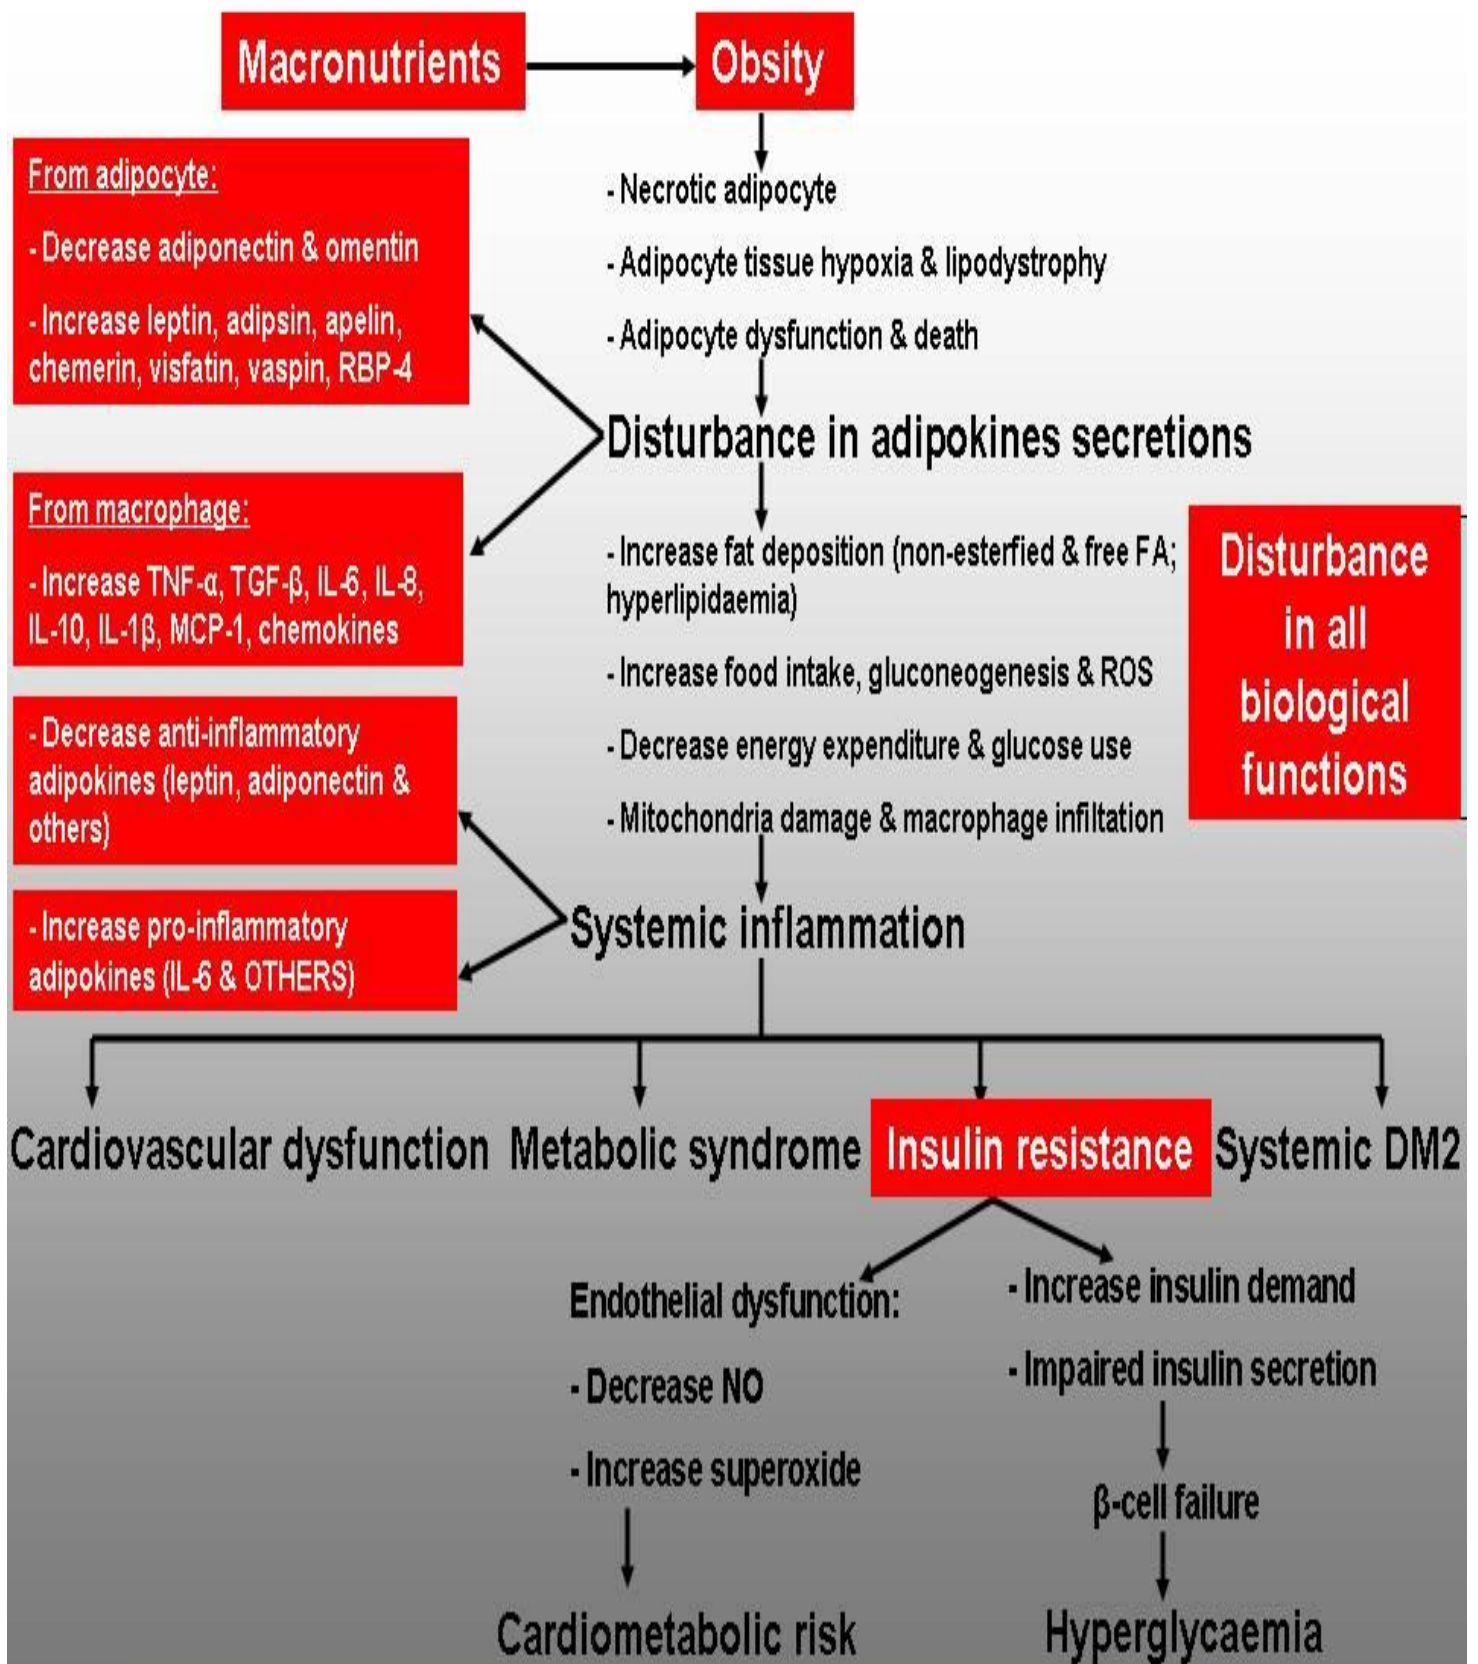 Macronutrients
Obsity
From adipocyte:
- Decrease adiponectin & omentin
- Increase leptin, adipsin, apelin,
chemerin, visfatin, vaspin, RBP-4
- Necrotic adipocyte
- Adipocyte tissue hypoxia & lipodystrophy
- Adipocyte dysfunction & death
Disturbance in adipokines secretions
From macrophage:
- Increase TNF-α, TGF-β, IL-6, IL-8,
IL-10, IL-1β, MCP-1, chemokines
- Increase fat deposition (non-esterfied & free FA;
hyperlipidaemia)
- Increase food intake, gluconeogenesis & ROS
- Decrease energy expenditure & glucose use
- Mitochondria damage & macrophage infiltation
Disturbance
in all
biological
functions
- Decrease anti-inflammatory
adipokines (leptin, adiponectin &
others)
- Increase pro-inflammatory
adipokines (IL-6 & OTHERS)
Systemic inflammation
Cardiovascular dysfunction
Metabolic syndrome
Insulin resistance
Systemic DM2
Endothelial dysfunction:
- Decrease NO
- Increase superoxide
Cardiometabolic risk
- Increase insulin demand
- Impaired insulin secretion
β-cell failure
Hyperglycaemia